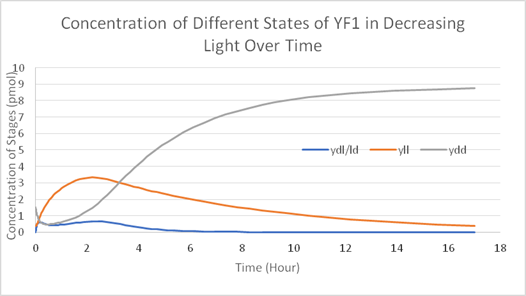 Concentration of Different States of YF1 in Decreasing
Light Over Time
Concentration of Stages (pmol)
10
9
8
7
6
5
4
3
2
1
0
ydl/ld
yll
ydd
0 2 4 6 8 10 12 14 16 18
Time (Hour)